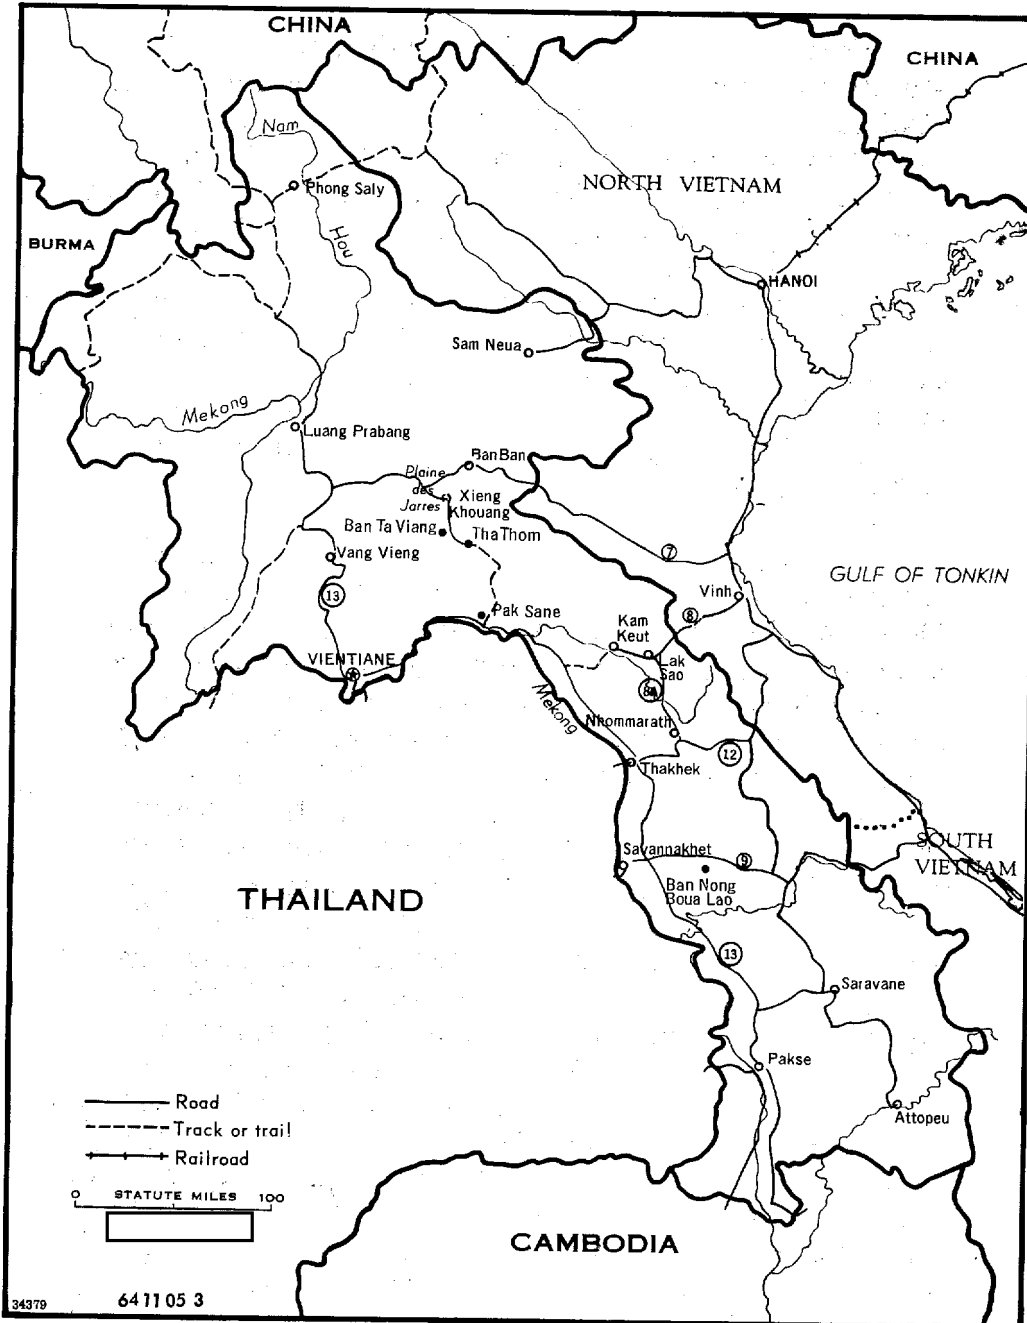 CHINA
CHINA
Nam
Phong Saly
NORTH VIETNAM
BURMA
Hou
HANOI
Sam Neua
Mekong
Luang Prabang
Ban Ban
Plaine
des
Jarres
Xieng
Khouang
Ban Ta Viang
Tha Thom
Vang Vieng
7
GULF OF TONKIN
13
Vinh
8
Pak Sane
Kam
Keut
VIENTIANE
Lak
Sao
8A
Mekong
Nhommarath
12
Thakhek
SOUTH
VIETNAM
Savannakhet
9
Ban Nong
Boua Lao
THAILAND
13
Saravane
Pakse
Attopeu
Road
Track or trail
Railroad
0 STATUTE MILES 100
CAMBODIA
34379
641105 3